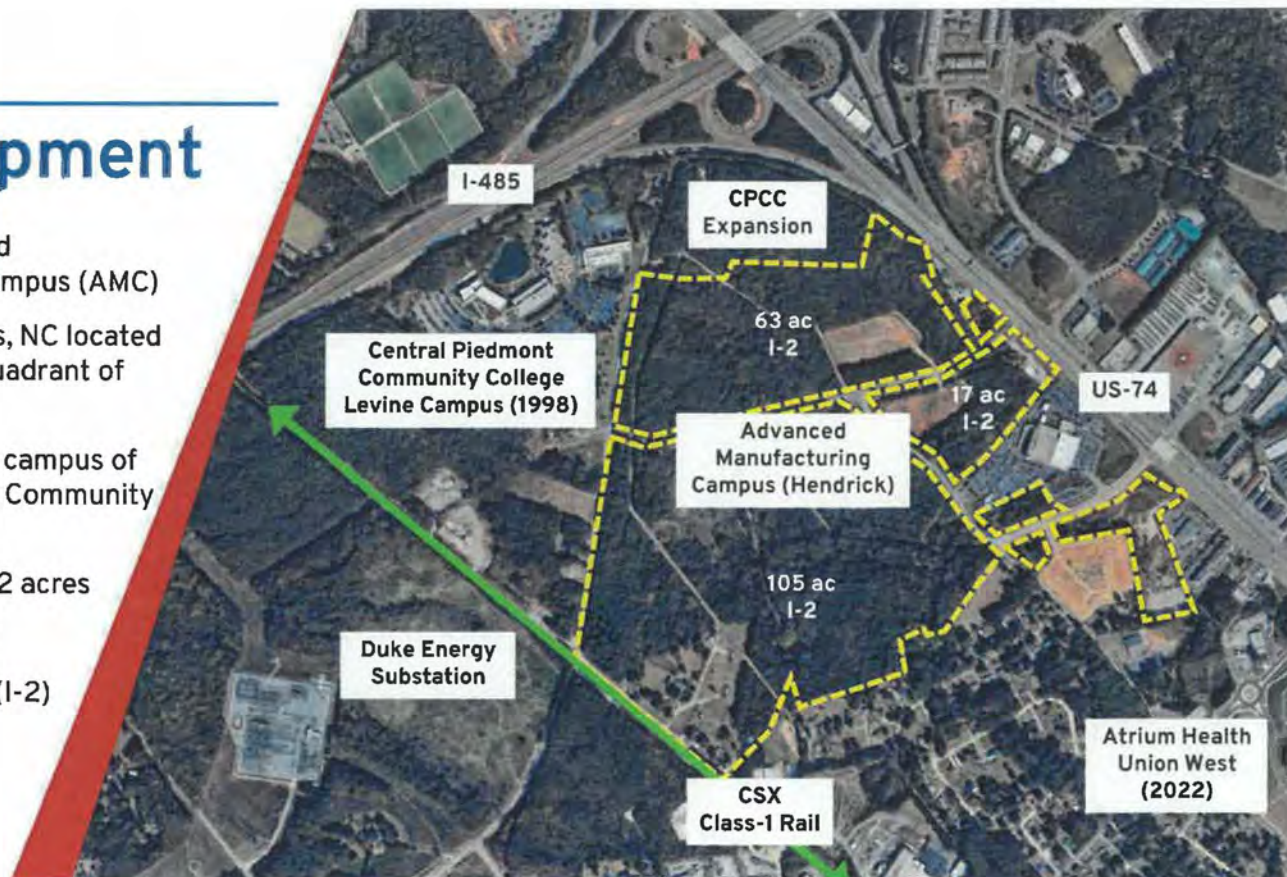 pment
d
mpus (AMC)
s, NC located
uadrant of
campus of
Community
2 acres
(I-2)
I-485
CPCC
Expansion
63 ac
I-2
Central Piedmont
Community College
Levine Campus (1998)
17 ac
I-2
US-74
Advanced
Manufacturing
Campus (Hendrick)
105 ac
I-2
Duke Energy
Substation
Atrium Health
Union West
(2022)
CSX
Class-1 Rail